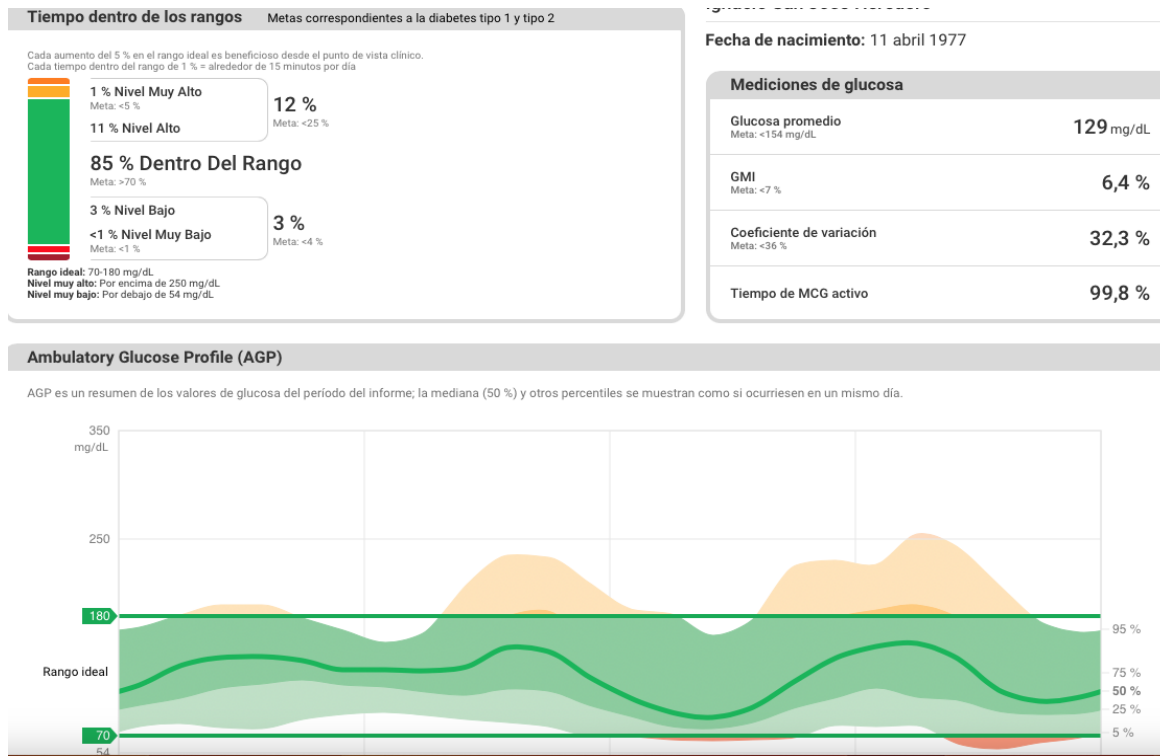 Tiempo dentro de los rangos Metas correspondientes a la diabetes tipo 1 y tipo 2
Cada aumento del 5 % en el rango ideal es beneficioso desde el punto de vista clínico.
Cada tiempo dentro del rango de 1 % = alrededor de 15 minutos por día
1 % Nivel Muy Alto
Meta: <5 %
11 % Nivel Alto
12 %
Meta: <25 %
85 % Dentro Del Rango
Meta: >70 %
3 % Nivel Bajo
<1 % Nivel Muy Bajo
Meta: <1 %
3 %
Meta: <4 %
Rango ideal: 70-180 mg/dL
Nivel muy alto: Por encima de 250 mg/dL
Nivel muy bajo: Por debajo de 54 mg/dL
Fecha de nacimiento: 11 abril 1977
Mediciones de glucosa
Glucosa promedio
Meta: <154 mg/dL
129 mg/dL
GMI
Meta: <7 %
6,4 %
Coeficiente de variación
Meta: <36 %
32,3 %
Tiempo de MCG activo
99,8 %
Ambulatory Glucose Profile (AGP)
AGP es un resumen de los valores de glucosa del período del informe; la mediana (50 %) y otros percentiles se muestran como si ocurriesen en un mismo día.
350
mg/dL
250
180
Rango ideal
70
54
95 %
75 %
50 %
25 %
5 %